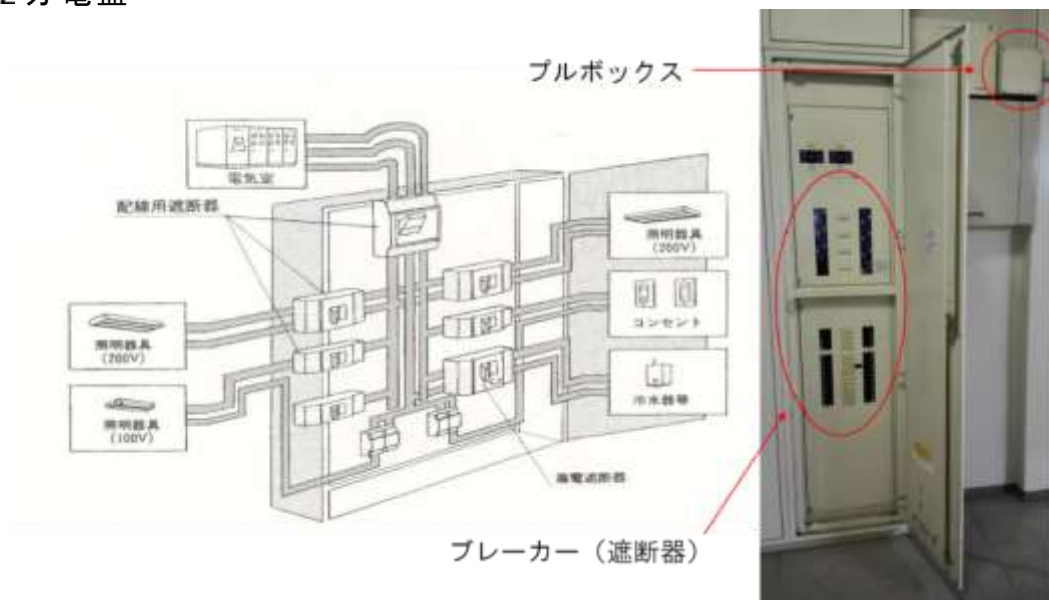 2分電盤
プルボックス
電気室
配線用遮断器
照明器具
(200V)
コンセント
冷水器等
照明器具
(200V)
照明器具
(100V)
漏電遮断器
ブレーカー（遮断器）